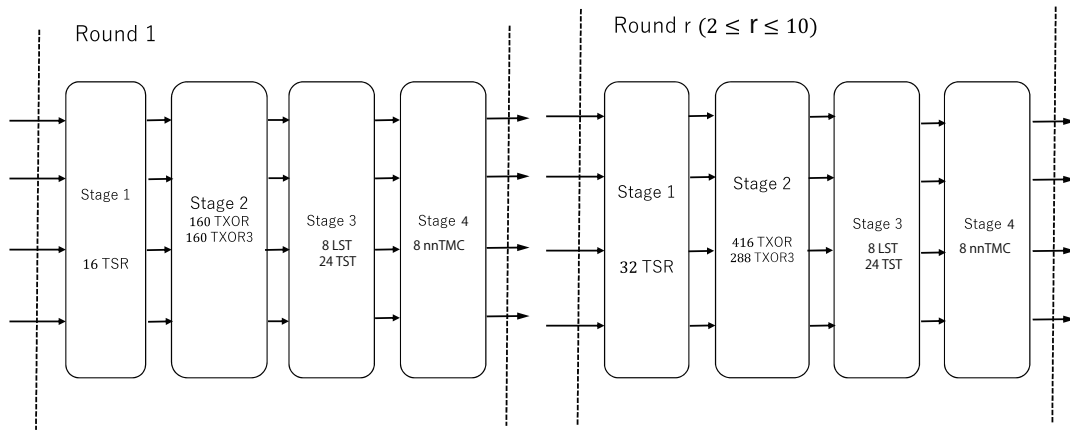 Round 1
Stage 1
16 TSR
Stage 2
160 TXOR
160 TXOR3
Stage 3
8 LST
24 TST
Stage 4
8 nnTMC
Round r (2 ≤ r ≤ 10)
Stage 1
32 TSR
Stage 2
416 TXOR
288 TXOR3
Stage 3
8 LST
24 TST
Stage 4
8 nnTMC